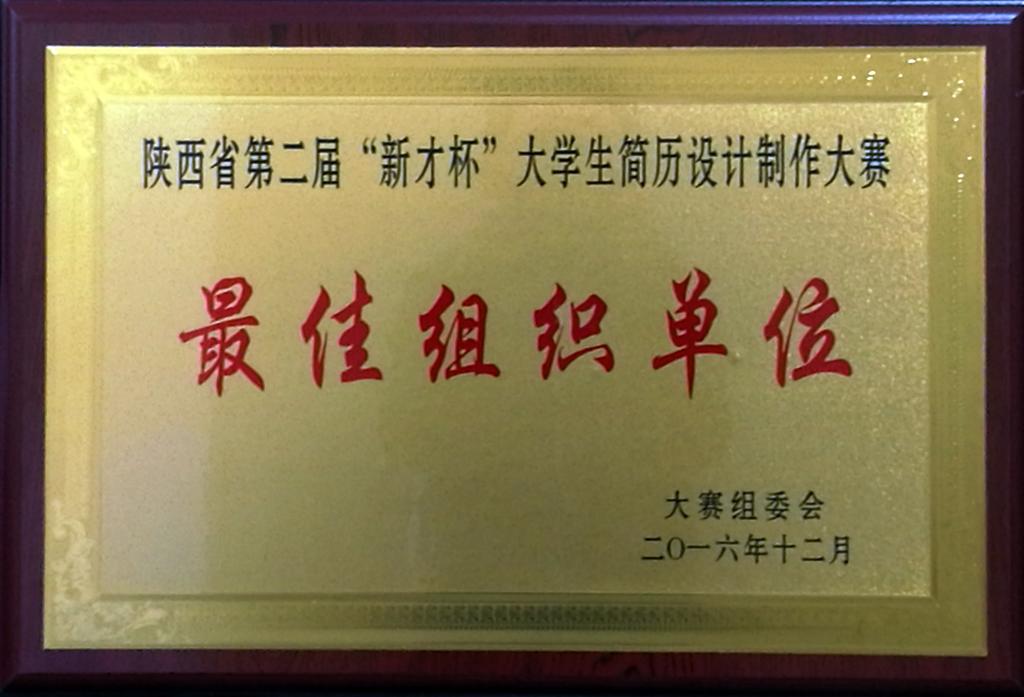 陕西省第二届“新才杯”大学生简历设计制作大赛
最佳组织单位
大赛组委会
二〇一六年十二月